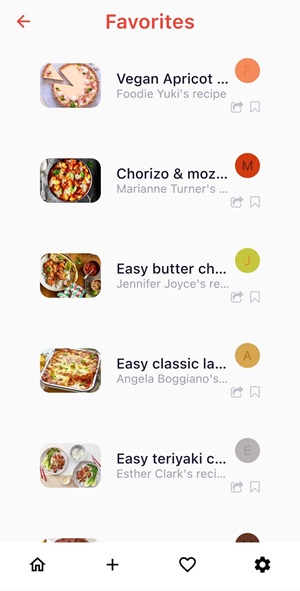 Favorites
Vegan Apricot ...
F
Foodie Yuki's recipe
Chorizo & moz...
M
Marianne Turner's ...
Easy butter ch...
J
Jennifer Joyce's re...
Easy classic la...
A
Angela Boggiano's...
Easy teriyaki c...
E
Esther Clark's reci...